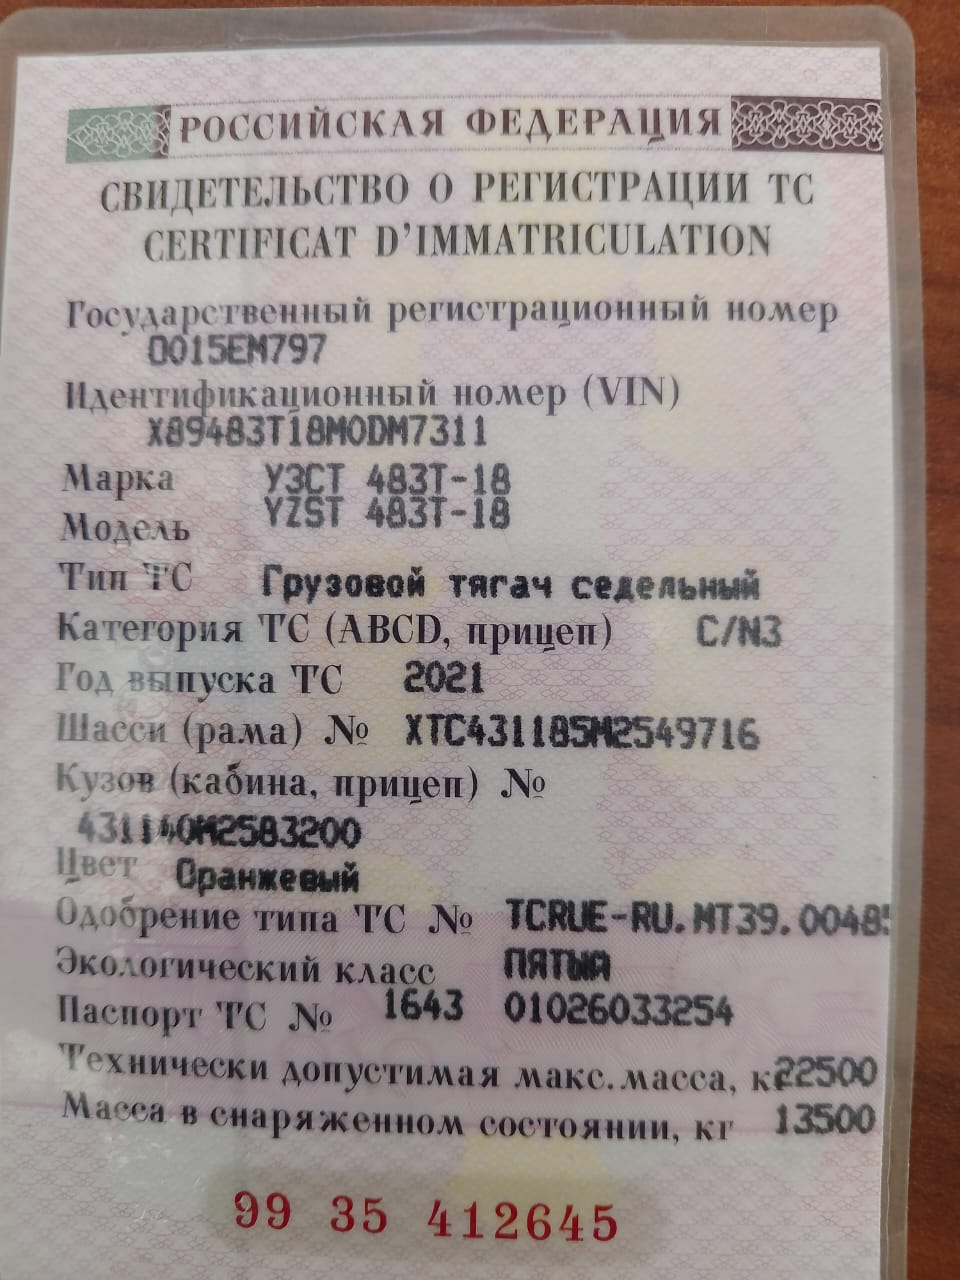 РОССИЙСКАЯ ФЕДЕРАЦИЯ
СВИДЕТЕЛЬСТВО О РЕГИСТРАЦИИ ТС
CERTIFICAT D'IMMATRICULATION
Государственный регистрационный номер
О015ЕМ797
Идентификационный номер (VIN)
X89483T18M0DM7311
Марка УЗСТ 483Т-18
Модель YZST 483T-18
Тип ТС Грузовой тягач седельный
Категория ТС (ABCD, прицеп) C/N3
Год выпуска ТС 2021
Шасси (рама) № XTC431185M2549716
Кузов (кабина, прицеп) №
431140M2583200
Цвет Оранжевый
Одобрение типа ТС № TCRUE-RU.MT39.00485
Экологический класс ПЯТЫЙ
Паспорт ТС № 1643 01026033254
Технически допустимая макс. масса, кг 22500
Масса в снаряженном состоянии, кг 13500
99 35 412645